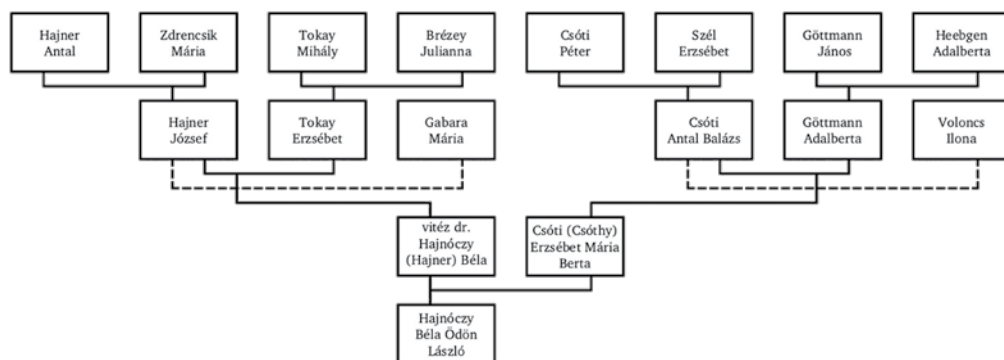 Hajner
Antal
Zdrencsik
Mária
Tokay
Mihály
Brézey
Julianna
Csóti
Péter
Szél
Erzsébet
Göttmann
János
Heebgen
Adalberta
Hajner
József
Tokay
Erzsébet
Gabara
Mária
Csóti
Antal Balázs
Göttmann
Adalberta
Voloncs
Ilona
vitéz dr.
Hajnóczy
(Hajner) Béla
Csóti (Csóthy)
Erzsébet Mária
Berta
Hajnóczy
Béla Ödön
László